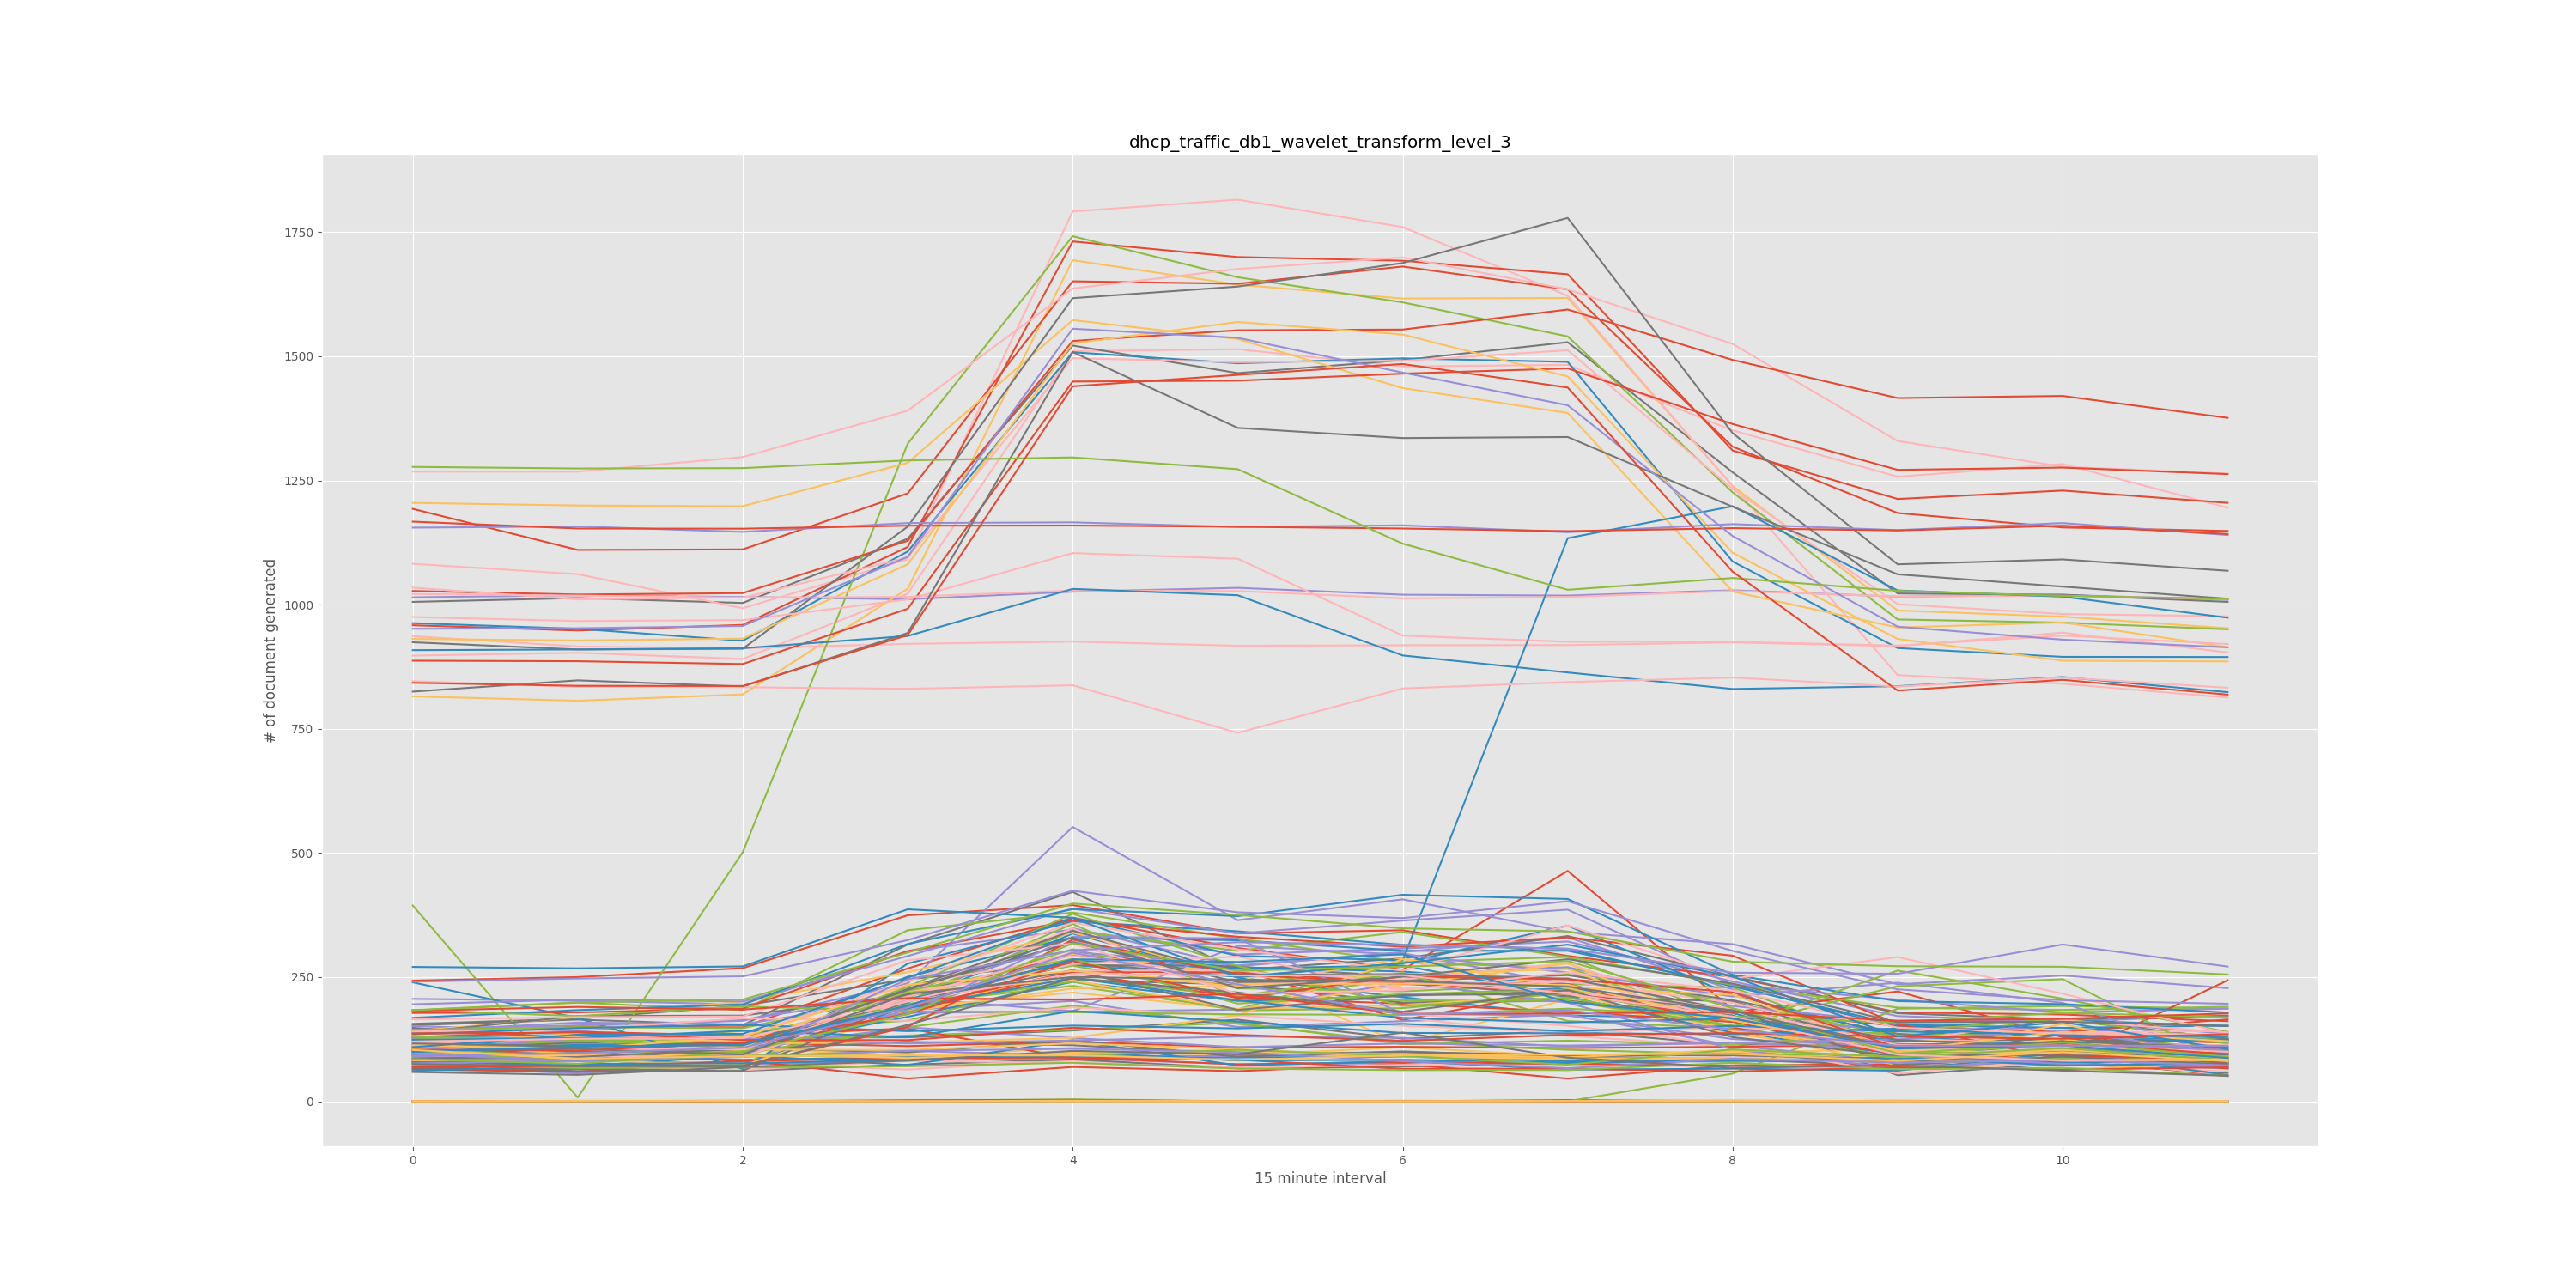 dhcp_traffic_db1_wavelet_transform_level_3
1750
1500
1250
1000
750
500
250
0
# of document generated
0 2 4 6 8 10
15 minute interval